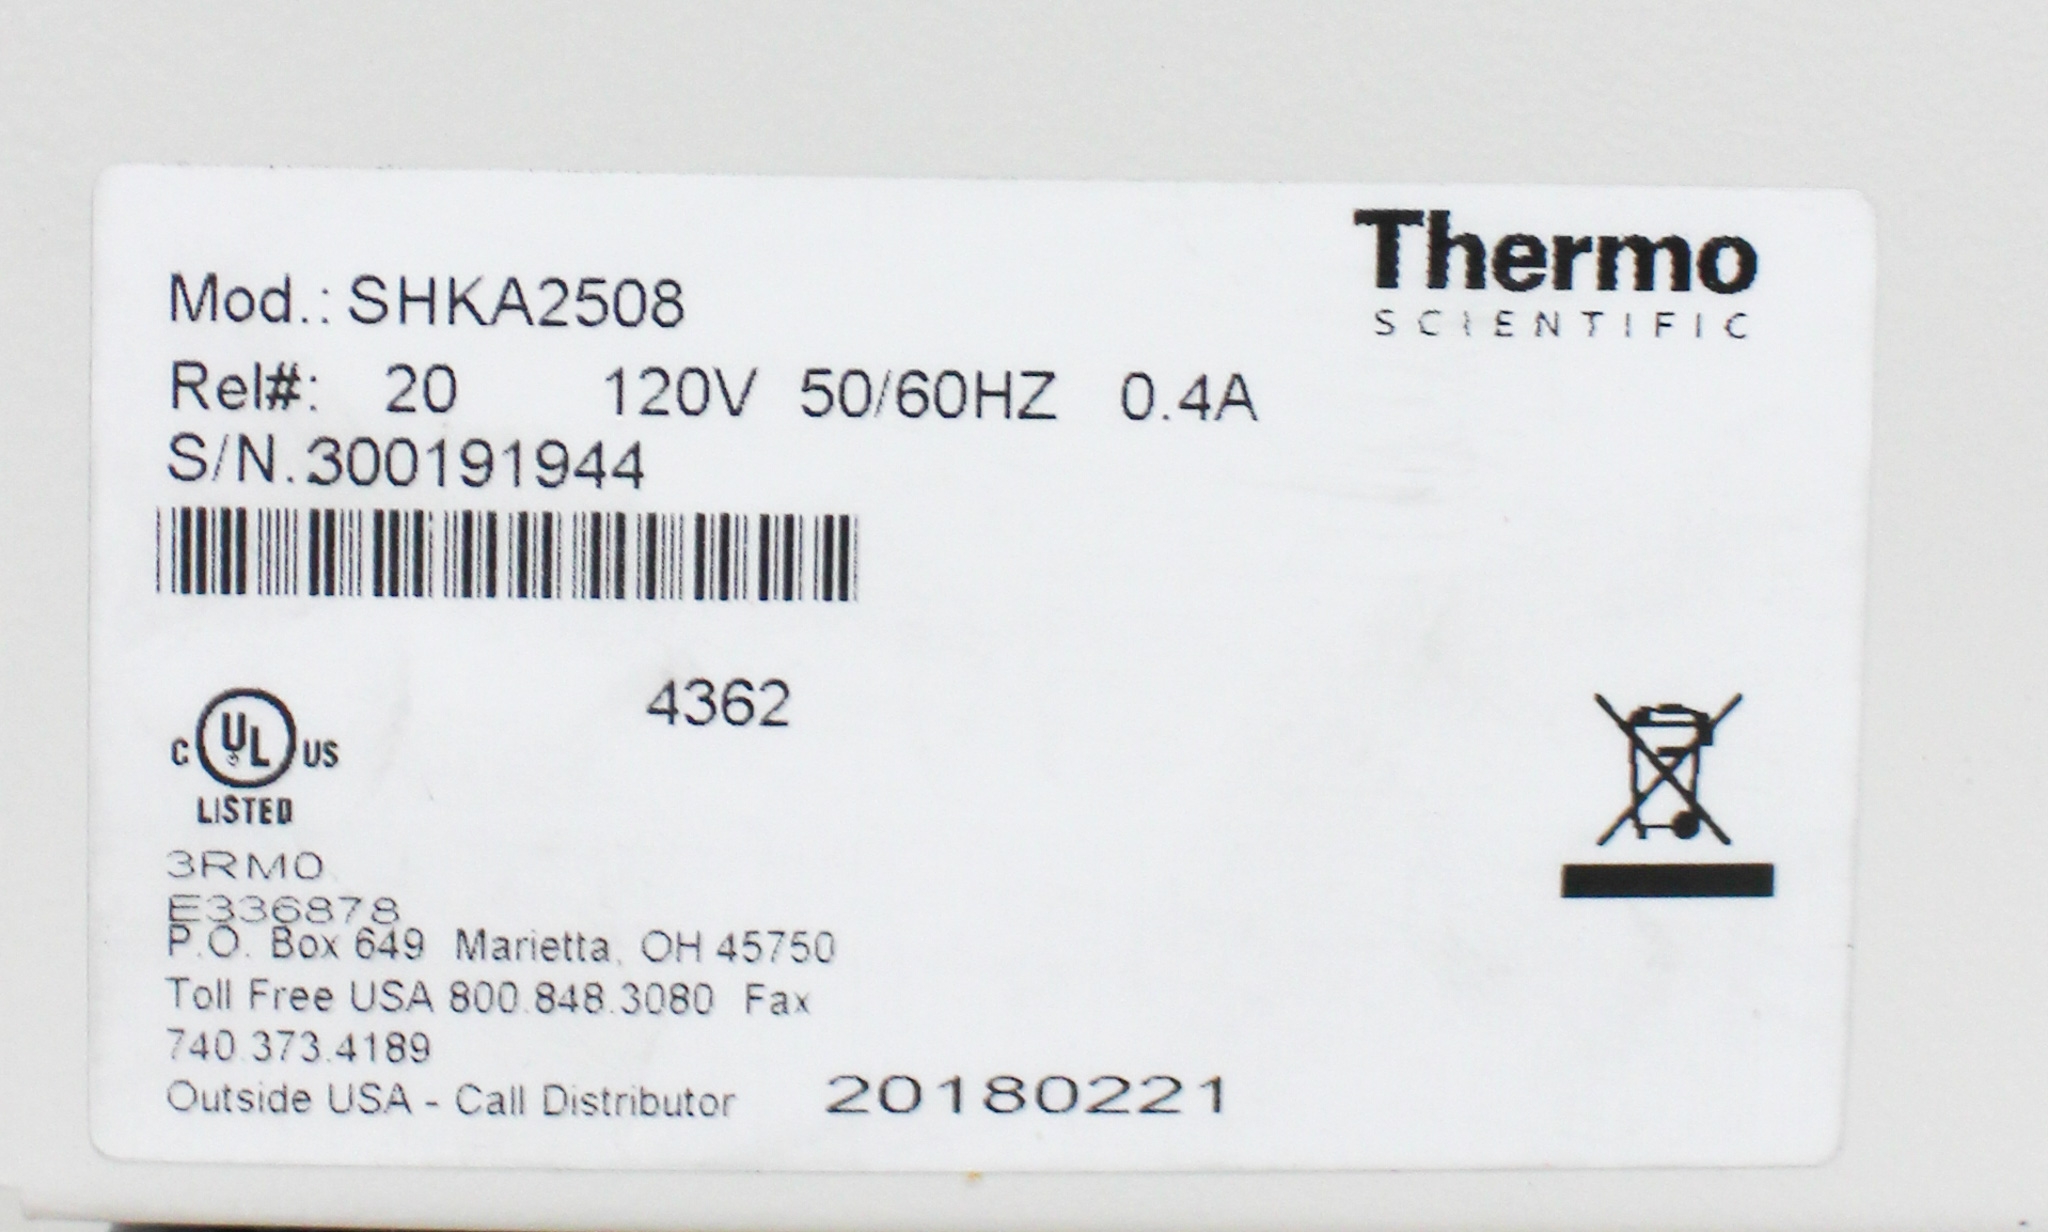 Thermo
SCIENTIFIC
Mod.: SHKA2508
Rel#: 20 120V 50/60HZ 0.4A
S/N.300191944
4362
C UL US
LISTED
3RM0
E336878
P.O. Box 649 Marietta, OH 45750
Toll Free USA 800.848.3080 Fax
740.373.4189
Outside USA - Call Distributor 20180221